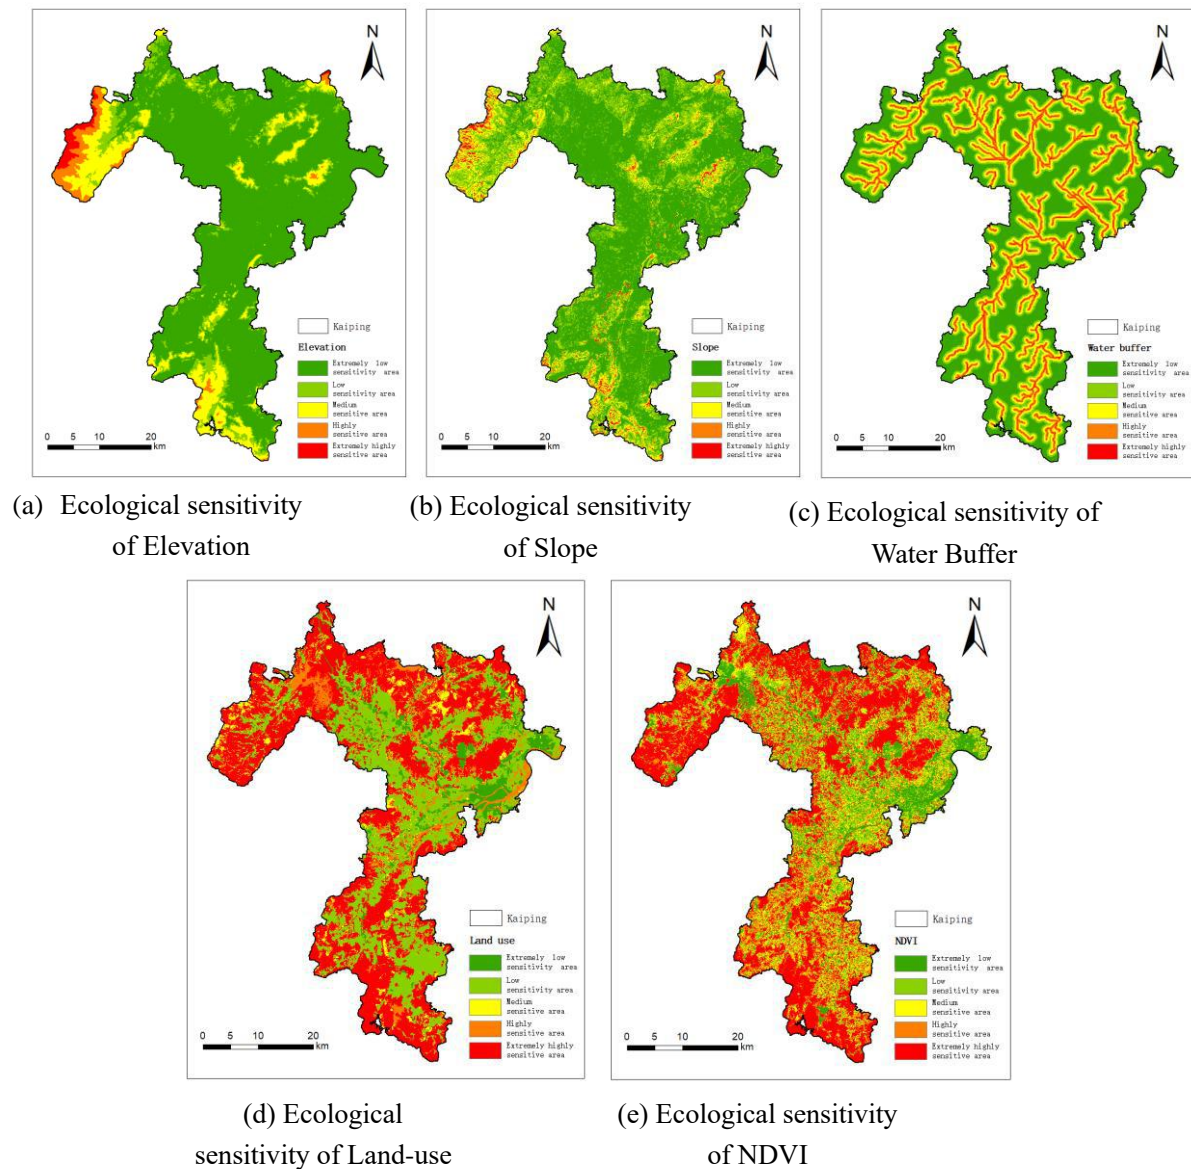 N
Kaiping
Elevation
Extremely low
sensitivity area
Low
sensitivity area
Medium
sensitive area
Highly
sensitive area
Extremely highly
sensitive area
0 5 10 20
km
(a) Ecological sensitivity
of Elevation
N
Kaiping
Slope
Extremely low
sensitivity area
Low
sensitivity area
Medium
sensitive area
Highly
sensitive area
Extremely highly
sensitive area
0 5 10 20
km
(b) Ecological sensitivity
of Slope
N
Kaiping
Water buffer
Extremely low
sensitivity area
Low
sensitivity area
Medium
sensitive area
Highly
sensitive area
Extremely highly
sensitive area
0 5 10 20
km
(c) Ecological sensitivity of
Water Buffer
N
Kaiping
Land use
Extremely low
sensitivity area
Low
sensitivity area
Medium
sensitive area
Highly
sensitive area
Extremely highly
sensitive area
0 5 10 20
km
(d) Ecological
sensitivity of Land-use
N
Kaiping
NDVI
Extremely low
sensitivity area
Low
sensitivity area
Medium
sensitive area
Highly
sensitive area
Extremely highly
sensitive area
0 5 10 20
km
(e) Ecological sensitivity
of NDVI